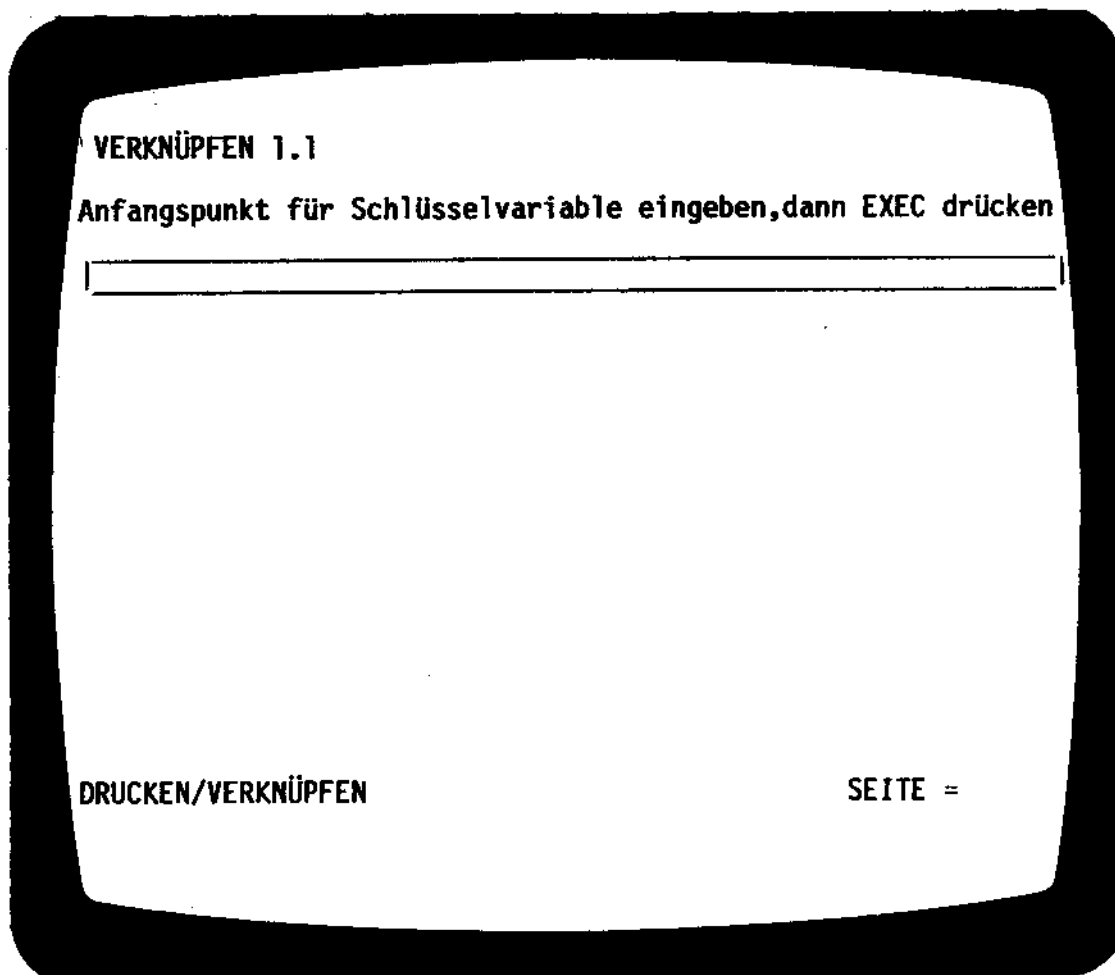 VERKNÜPFEN 1.1
Anfangspunkt für Schlüsselvariable eingeben,dann EXEC drücken
DRUCKEN/VERKNÜPFEN SEITE =